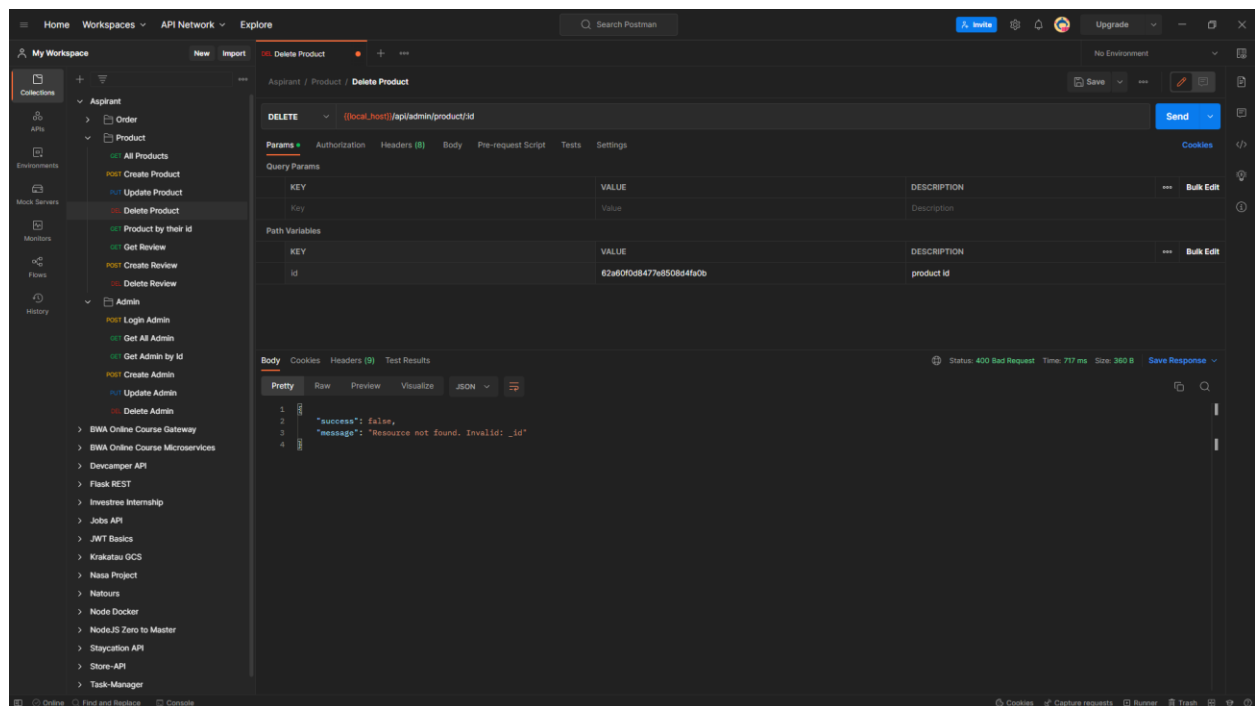 Home Workspaces API Network Explore Search Postman Invite Upgrade
My Workspace New Import DEL Delete Product No Environment
Collections
APIs
Environments
Mock Servers
Monitors
Flows
History
Aspirant
Order
Product
GET All Products
POST Create Product
PUT Update Product
DEL Delete Product
GET Product by their id
GET Get Review
POST Create Review
DEL Delete Review
Admin
POST Login Admin
GET Get All Admin
GET Get Admin by Id
POST Create Admin
PUT Update Admin
DEL Delete Admin
BWA Online Course Gateway
BWA Online Course Microservices
Devcamper API
Flask REST
Investree Internship
Jobs API
JWT Basics
Krakatau GCS
Nasa Project
Natours
Node Docker
NodeJS Zero to Master
Staycation API
Store-API
Task-Manager
Aspirant / Product / Delete Product Save
DELETE {{local_host}}/api/admin/product/:id Send
Params Authorization Headers (8) Body Pre-request Script Tests Settings Cookies
Query Params
KEY VALUE DESCRIPTION Bulk Edit
Key Value Description
Path Variables
KEY VALUE DESCRIPTION Bulk Edit
id 62a60f0d8477e8508d4fa0b product id
Body Cookies Headers (9) Test Results Status: 400 Bad Request Time: 717 ms Size: 360 B Save Response
Pretty Raw Preview Visualize JSON
1 {
2 "success": false,
3 "message": "Resource not found. Invalid: _id"
4 }
Online Find and Replace Console Cookies Capture requests Runner Trash